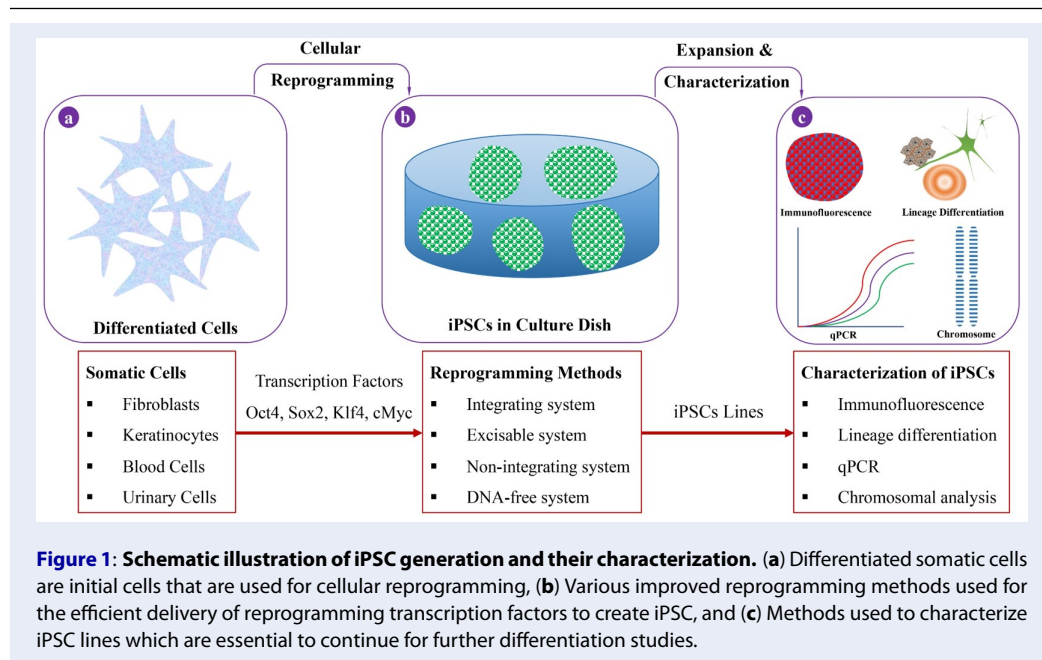 Cellular
Reprogramming
Expansion &
Characterization
a
b
c
Immunofluorescence
Lineage Differentiation
qPCR
Chromosome
Differentiated Cells
iPSCs in Culture Dish
Somatic Cells
▪ Fibroblasts
▪ Keratinocytes
▪ Blood Cells
▪ Urinary Cells
Transcription Factors
Oct4, Sox2, Klf4, cMyc
Reprogramming Methods
▪ Integrating system
▪ Excisable system
▪ Non-integrating system
▪ DNA-free system
iPSCs Lines
Characterization of iPSCs
▪ Immunofluorescence
▪ Lineage differentiation
▪ qPCR
▪ Chromosomal analysis
Figure 1: Schematic illustration of iPSC generation and their characterization. (a) Differentiated somatic cells
are initial cells that are used for cellular reprogramming, (b) Various improved reprogramming methods used for
the efficient delivery of reprogramming transcription factors to create iPSC, and (c) Methods used to characterize
iPSC lines which are essential to continue for further differentiation studies.